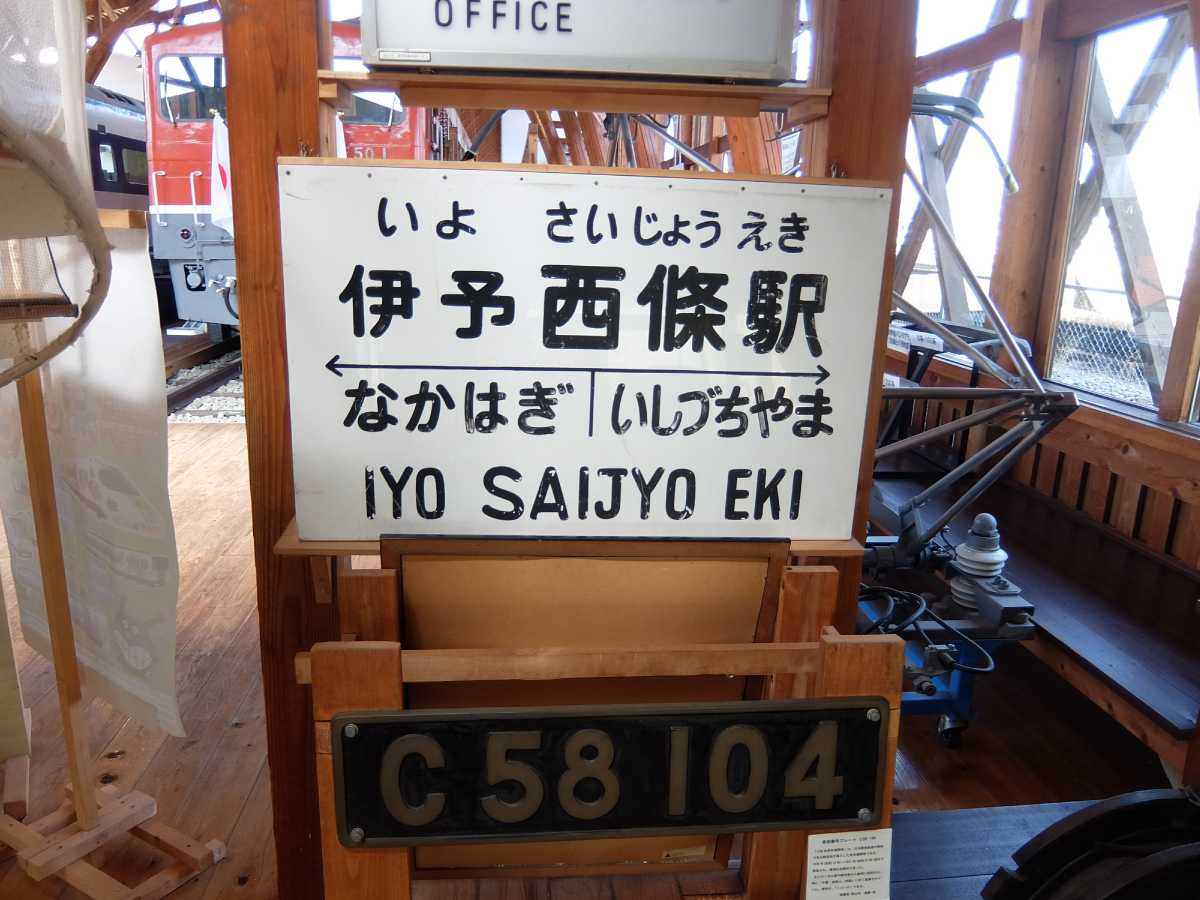 OFFICE
501
いよ さいじょうえき
伊予西條駅
なかはぎ いしづちやま
IYO SAIJYO EKI
C58 104